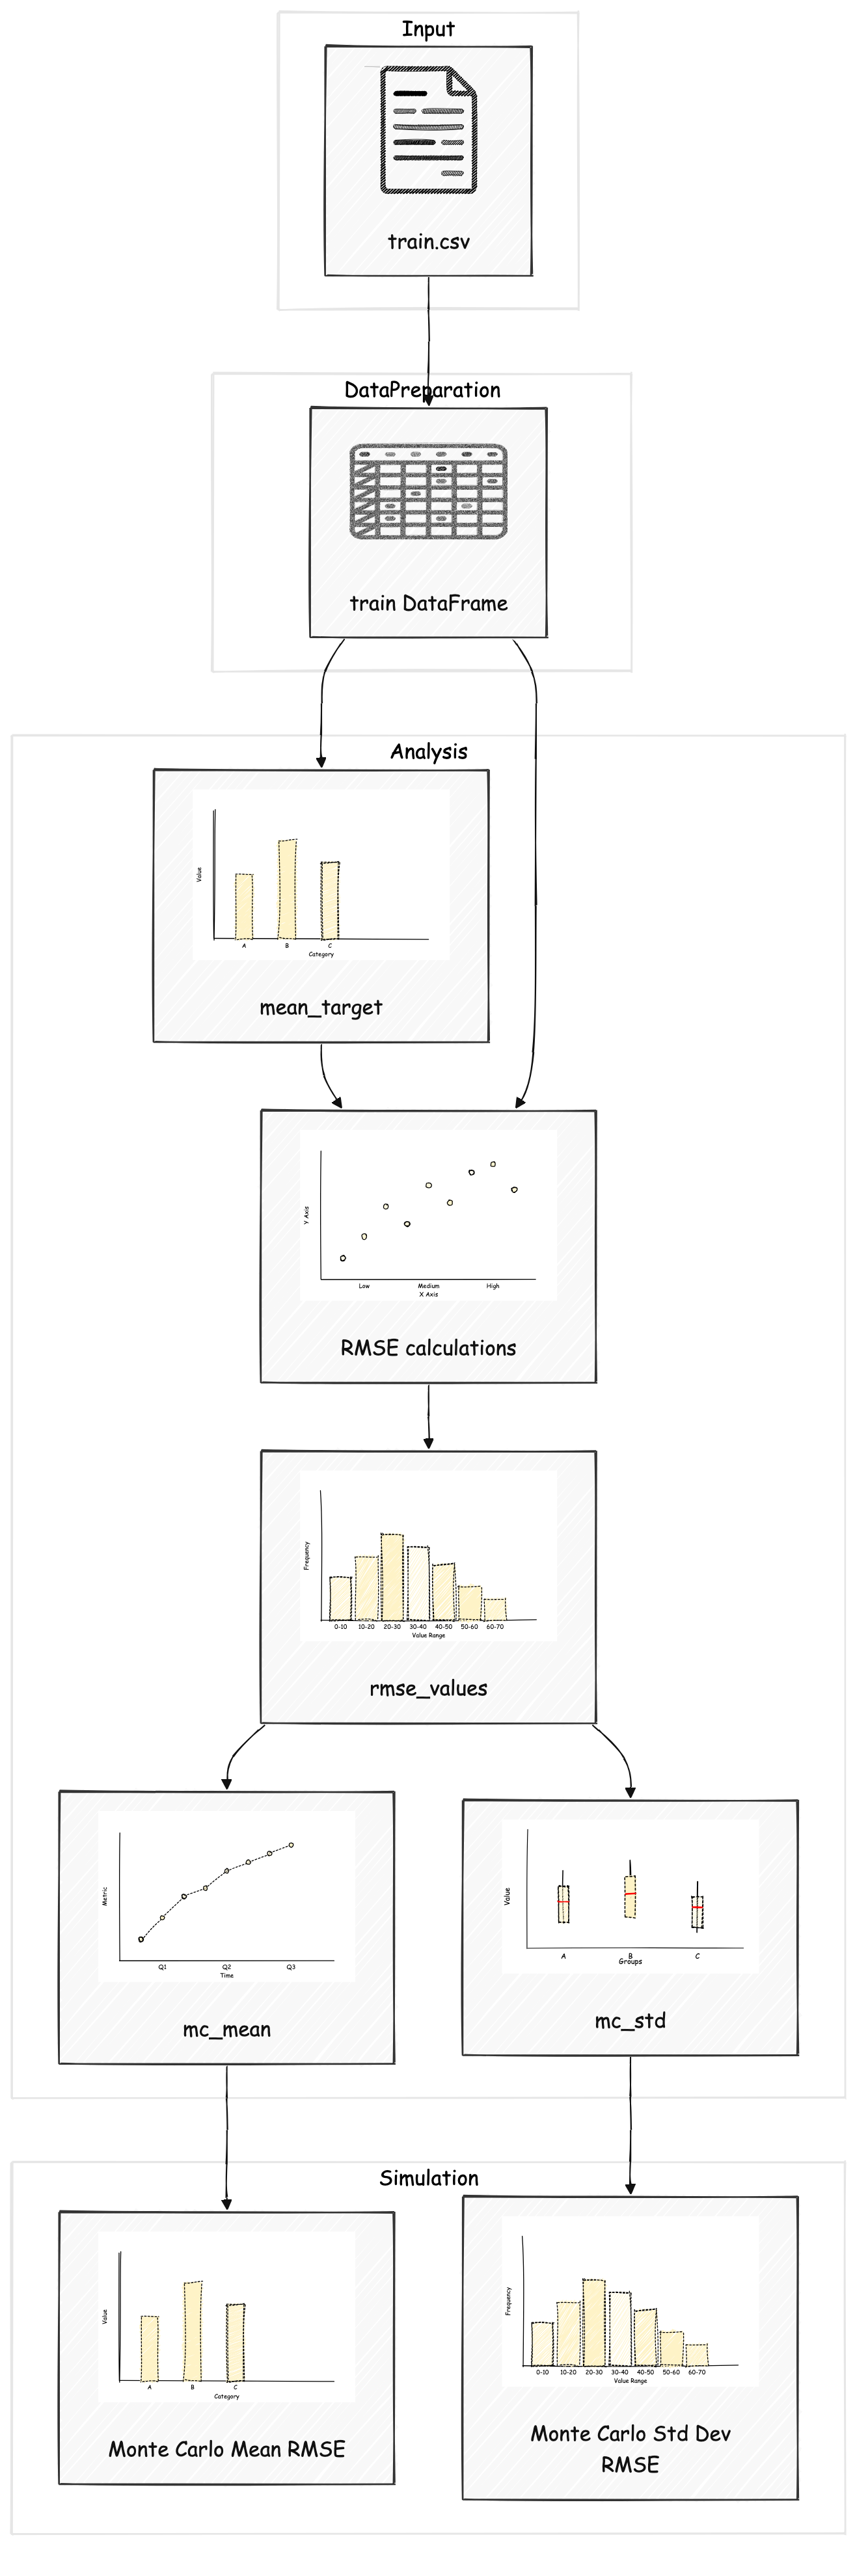 Input
train.csv
DataPreparation
train DataFrame
Analysis
Value
A B C
Category
mean_target
Y Axis
Low Medium High
X Axis
RMSE calculations
Frequency
0-10 10-20 20-30 30-40 40-50 50-60 60-70
Value Range
rmse_values
Metric
Q1 Q2 Q3
Time
mc_mean
Value
A B C
Groups
mc_std
Simulation
Value
A B C
Category
Monte Carlo Mean RMSE
Frequency
0-10 10-20 20-30 30-40 40-50 50-60 60-70
Value Range
Monte Carlo Std Dev
RMSE